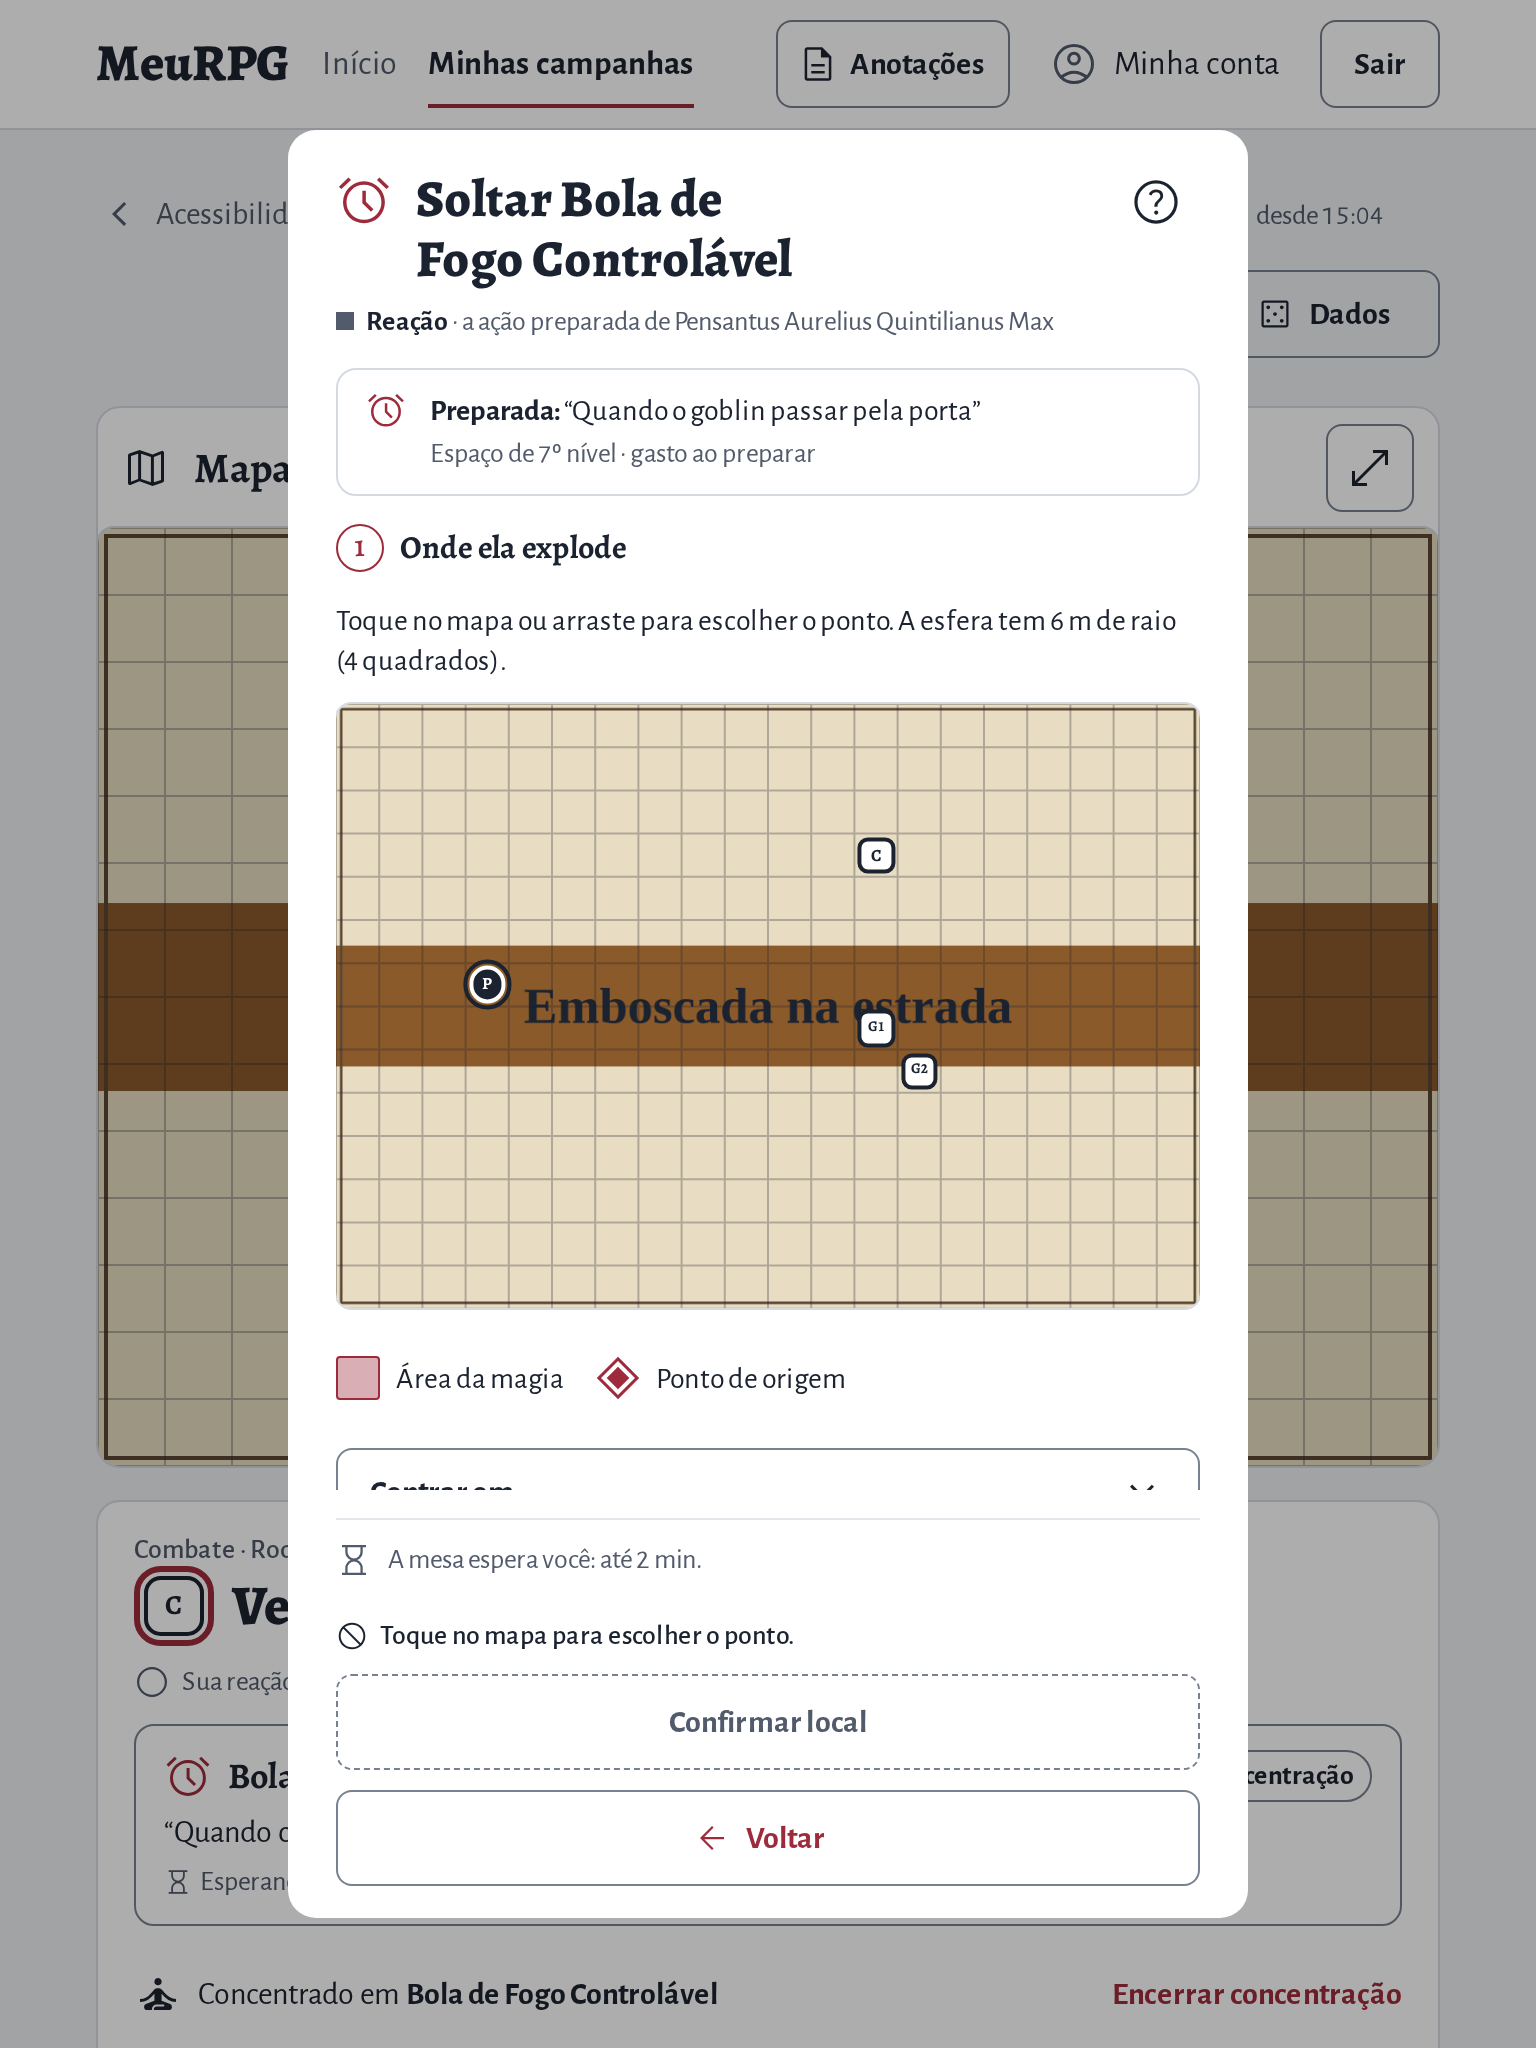 MeuRPG Início Minhas campanhas Anotações Minha conta Sair
Acessibilid
desde 15:04
Dados
Mapa
Soltar Bola de
Fogo Controlável
Reação · a ação preparada de Pensantus Aurelius Quintilianus Max
Preparada: “Quando o goblin passar pela porta”
Espaço de 7º nível · gasto ao preparar
1 Onde ela explode
Toque no mapa ou arraste para escolher o ponto. A esfera tem 6 m de raio
(4 quadrados).
C
P
Emboscada na estrada
G1
G2
Área da magia Ponto de origem
Centrar em
A mesa espera você: até 2 min.
Toque no mapa para escolher o ponto.
Confirmar local
Voltar
Combate · Rod
C Ve
Sua reação
Bola
centração
“Quando o
Esperan
Concentrado em Bola de Fogo Controlável
Encerrar concentração